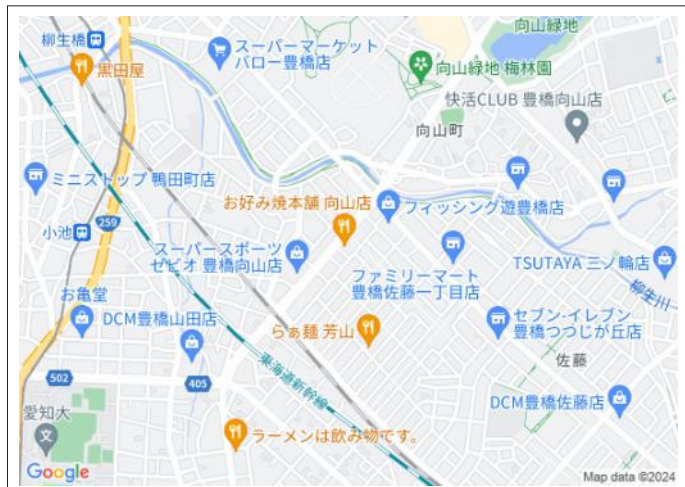 柳生橋
黒田屋
スーパーマーケット
バロー豊橋店
向山緑地
向山緑地 梅林園
快活CLUB 豊橋向山店
向山町
ミニストップ 鴨田町店
259
小池
お好み焼本舗 向山店
フィッシング遊豊橋店
スーパースポーツ
ゼビオ 豊橋向山店
ファミリーマート
豊橋佐藤一丁目店
TSUTAYA 三ノ輪店
柳生川
お亀堂
DCM豊橋山田店
らぁ麺 芳山
セブン-イレブン
豊橋つつじが丘店
佐藤
東海道新幹線
502
405
DCM豊橋佐藤店
愛知大
ラーメンは飲み物です。
Google
Map data ©2024